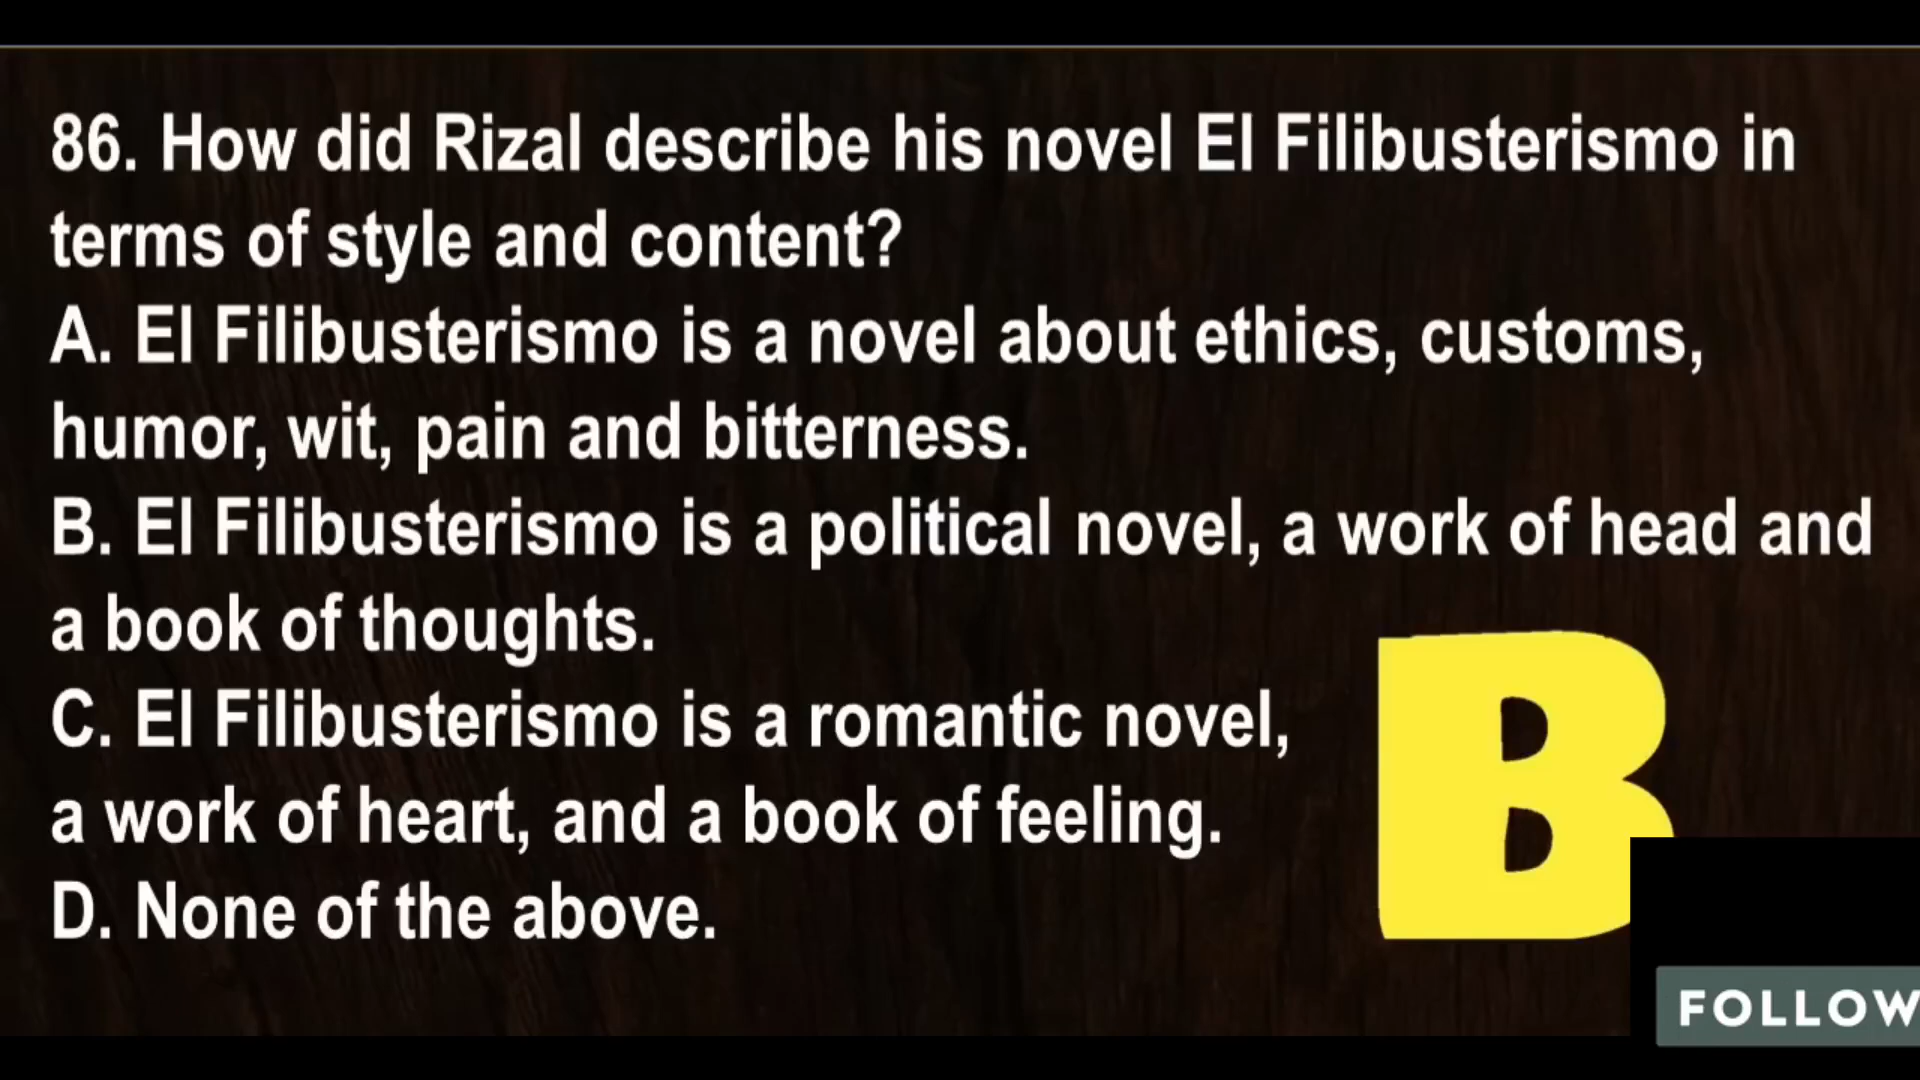 86. How did Rizal describe his novel El Filibusterismo in
terms of style and content?
A. El Filibusterismo is a novel about ethics, customs,
humor, wit, pain and bitterness.
B. El Filibusterismo is a political novel, a work of head and
a book of thoughts.
C. El Filibusterismo is a romantic novel,
a work of heart, and a book of feeling.
D. None of the above.
B
FOLLOW